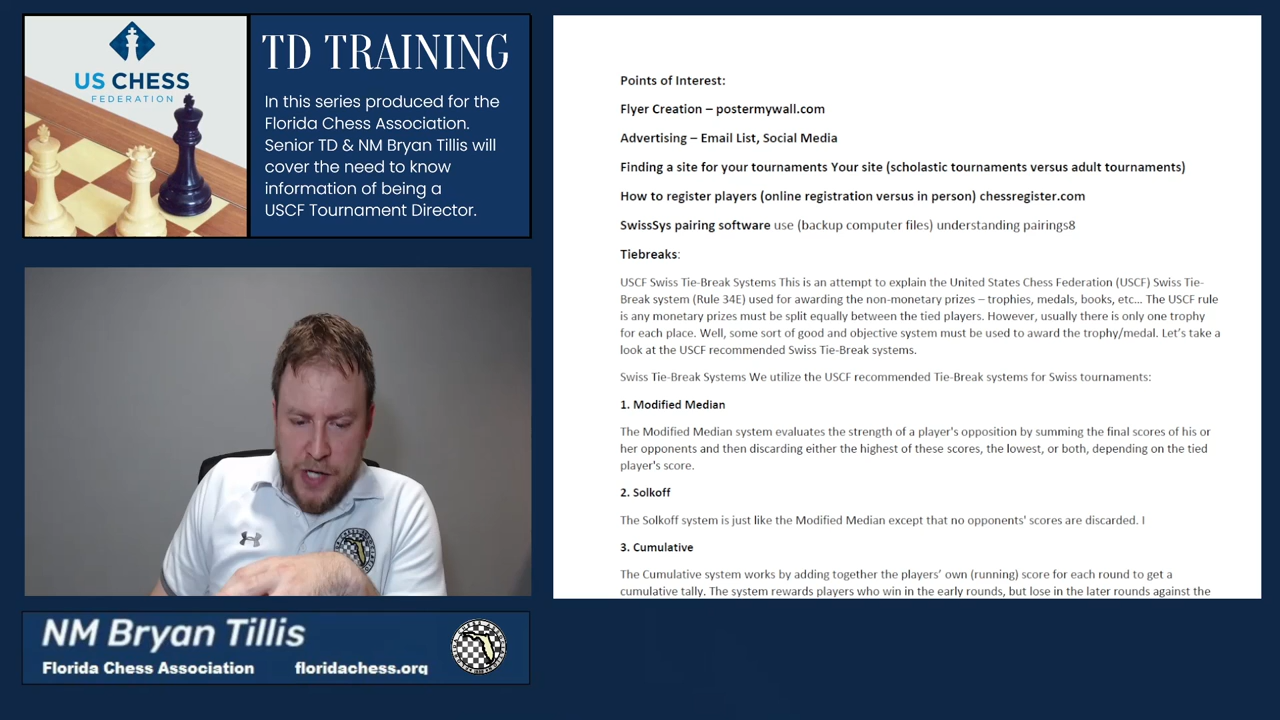 US CHESS
FEDERATION
TD TRAINING
In this series produced for the
Florida Chess Association.
Senior TD & NM Bryan Tillis will
cover the need to know
information of being a
USCF Tournament Director.
NM Bryan Tillis
Florida Chess Association floridachess.org
Points of Interest:
Flyer Creation – postermywall.com
Advertising – Email List, Social Media
Finding a site for your tournaments Your site (scholastic tournaments versus adult tournaments)
How to register players (online registration versus in person) chessregister.com
SwissSys pairing software use (backup computer files) understanding pairings8
Tiebreaks:
USCF Swiss Tie-Break Systems This is an attempt to explain the United States Chess Federation (USCF) Swiss Tie-
Break system (Rule 34E) used for awarding the non-monetary prizes – trophies, medals, books, etc... The USCF rule
is any monetary prizes must be split equally between the tied players. However, usually there is only one trophy
for each place. Well, some sort of good and objective system must be used to award the trophy/medal. Let's take a
look at the USCF recommended Swiss Tie-Break systems.
Swiss Tie-Break Systems We utilize the USCF recommended Tie-Break systems for Swiss tournaments:
1. Modified Median
The Modified Median system evaluates the strength of a player's opposition by summing the final scores of his or
her opponents and then discarding either the highest of these scores, the lowest, or both, depending on the tied
player's score.
2. Solkoff
The Solkoff system is just like the Modified Median except that no opponents' scores are discarded. I
3. Cumulative
The Cumulative system works by adding together the players' own (running) score for each round to get a
cumulative tally. The system rewards players who win in the early rounds, but lose in the later rounds against the